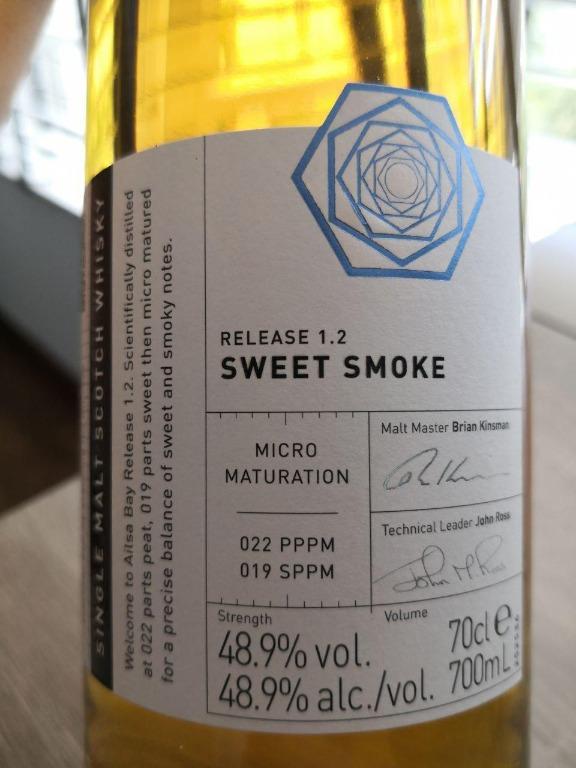 SINGLE MALT SCOTCH WHISKY
Welcome to Ailsa Bay Release 1.2. Scientifically distilled
at 022 parts peat, 019 parts sweet then micro matured
for a precise balance of sweet and smoky notes.
RELEASE 1.2
SWEET SMOKE
MICRO
MATURATION
022 PPPM
019 SPPM
Malt Master Brian Kinsman
Technical Leader John Ross
John M. Ross
Strength
48.9% vol.
48.9% alc./vol.
Volume
70cl e
700mL